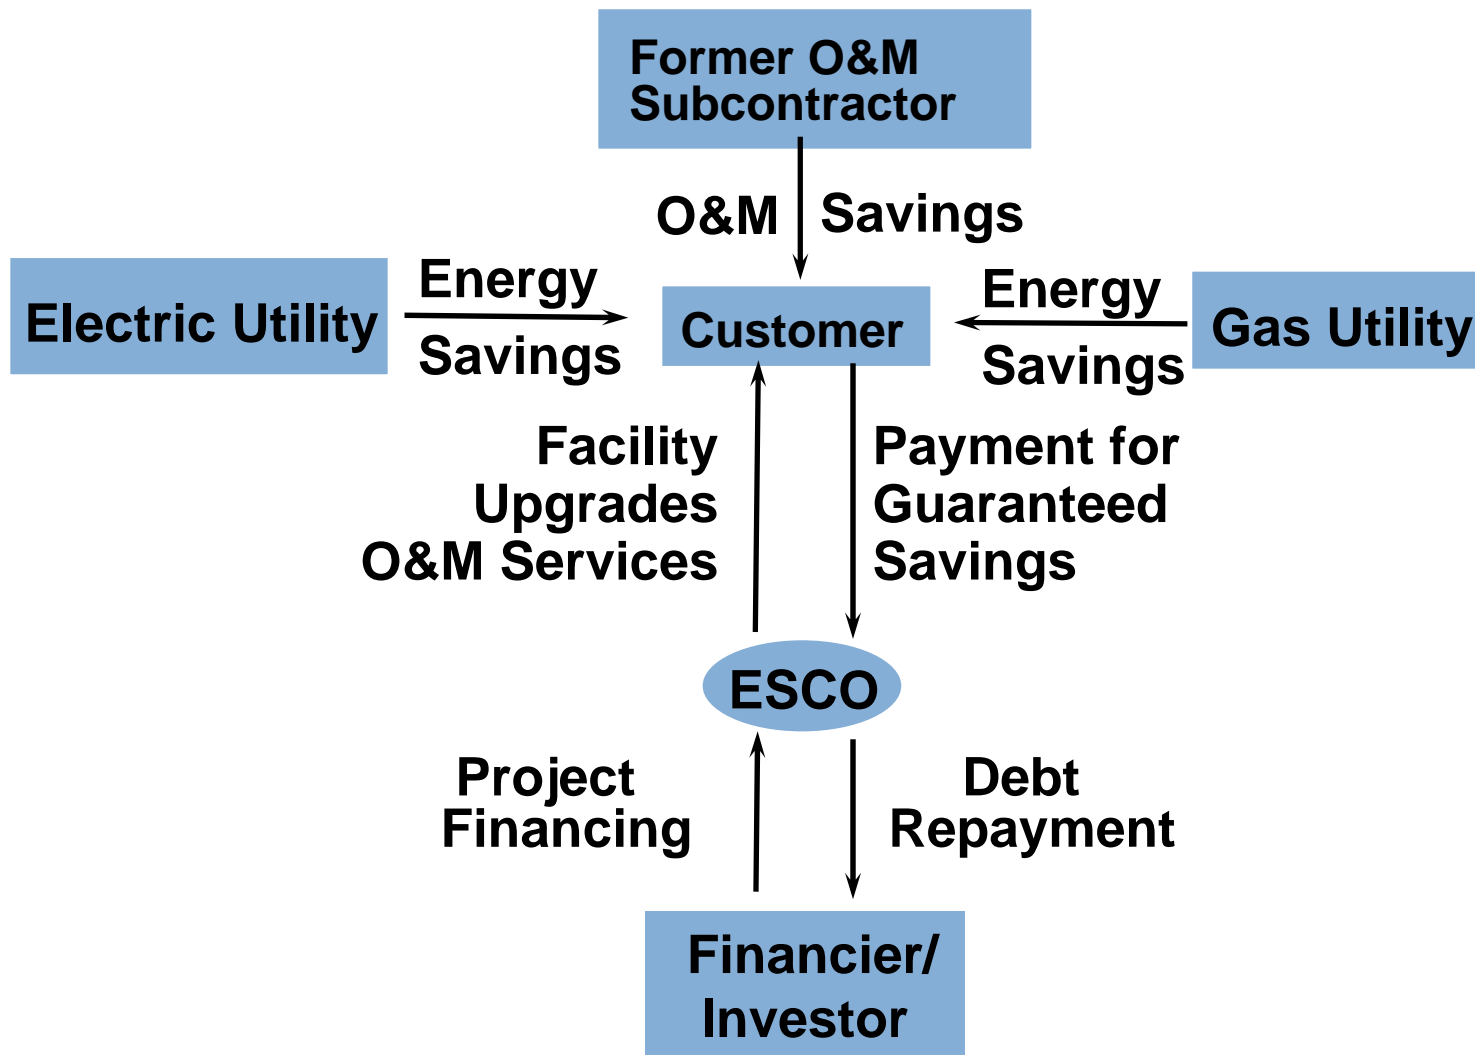 Former O&M
Subcontractor
O&M Savings
Electric Utility
Energy
Savings
Customer
Energy
Savings
Gas Utility
Facility
Upgrades
O&M Services
Payment for
Guaranteed
Savings
ESCO
Project
Financing
Debt
Repayment
Financier/
Investor